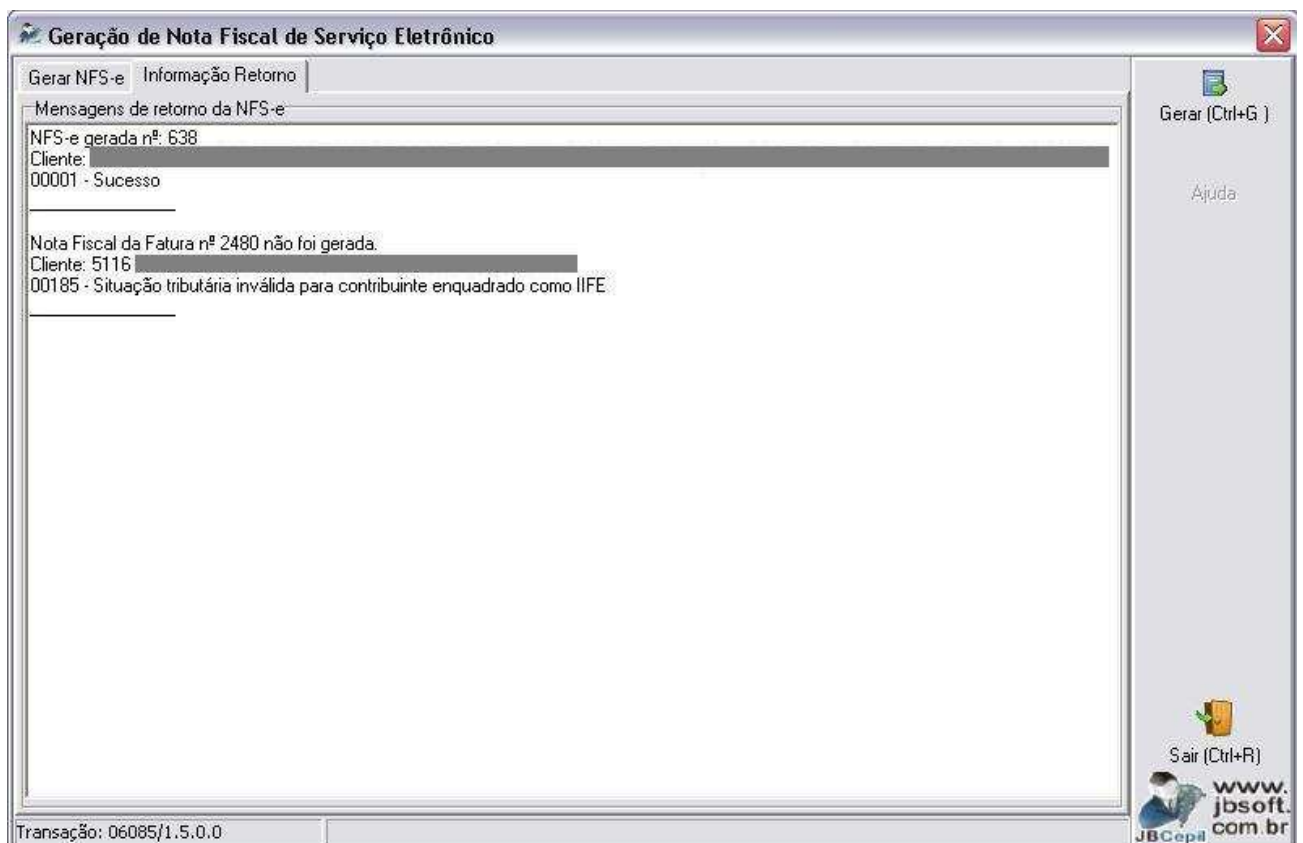 Geração de Nota Fiscal de Serviço Eletrônico
Gerar NFS-e
Informação Retorno
Mensagens de retorno da NFS-e
NFS-e gerada nº: 638
Cliente:
00001 - Sucesso
Nota Fiscal da Fatura nº 2480 não foi gerada.
Cliente: 5116
00185 - Situação tributária inválida para contribuinte enquadrado como IIFE
Gerar (Ctrl+G )
Ajuda
Sair (Ctrl+R)
www.
jbsoft.
com.br
JBCepil
Transação: 06085/1.5.0.0